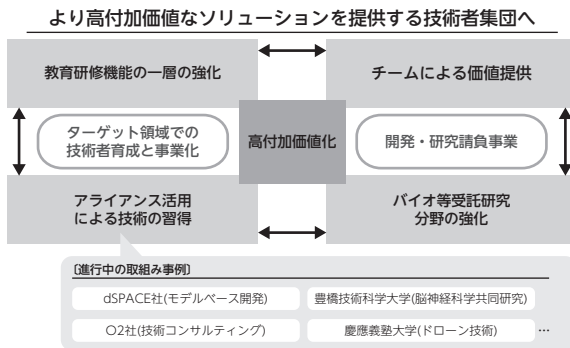 より高付加価値なソリューションを提供する技術者集団へ
教育研修機能の一層の強化
チームによる価値提供
ターゲット領域での
技術者育成と事業化
高付加価値化
開発・研究請負事業
アライアンス活用
による技術の習得
バイオ等受託研究
分野の強化
〔進行中の取組み事例〕
dSPACE社(モデルベース開発)
豊橋技術科学大学(脳神経科学共同研究)
O2社(技術コンサルティング)
慶應義塾大学(ドローン技術)
…